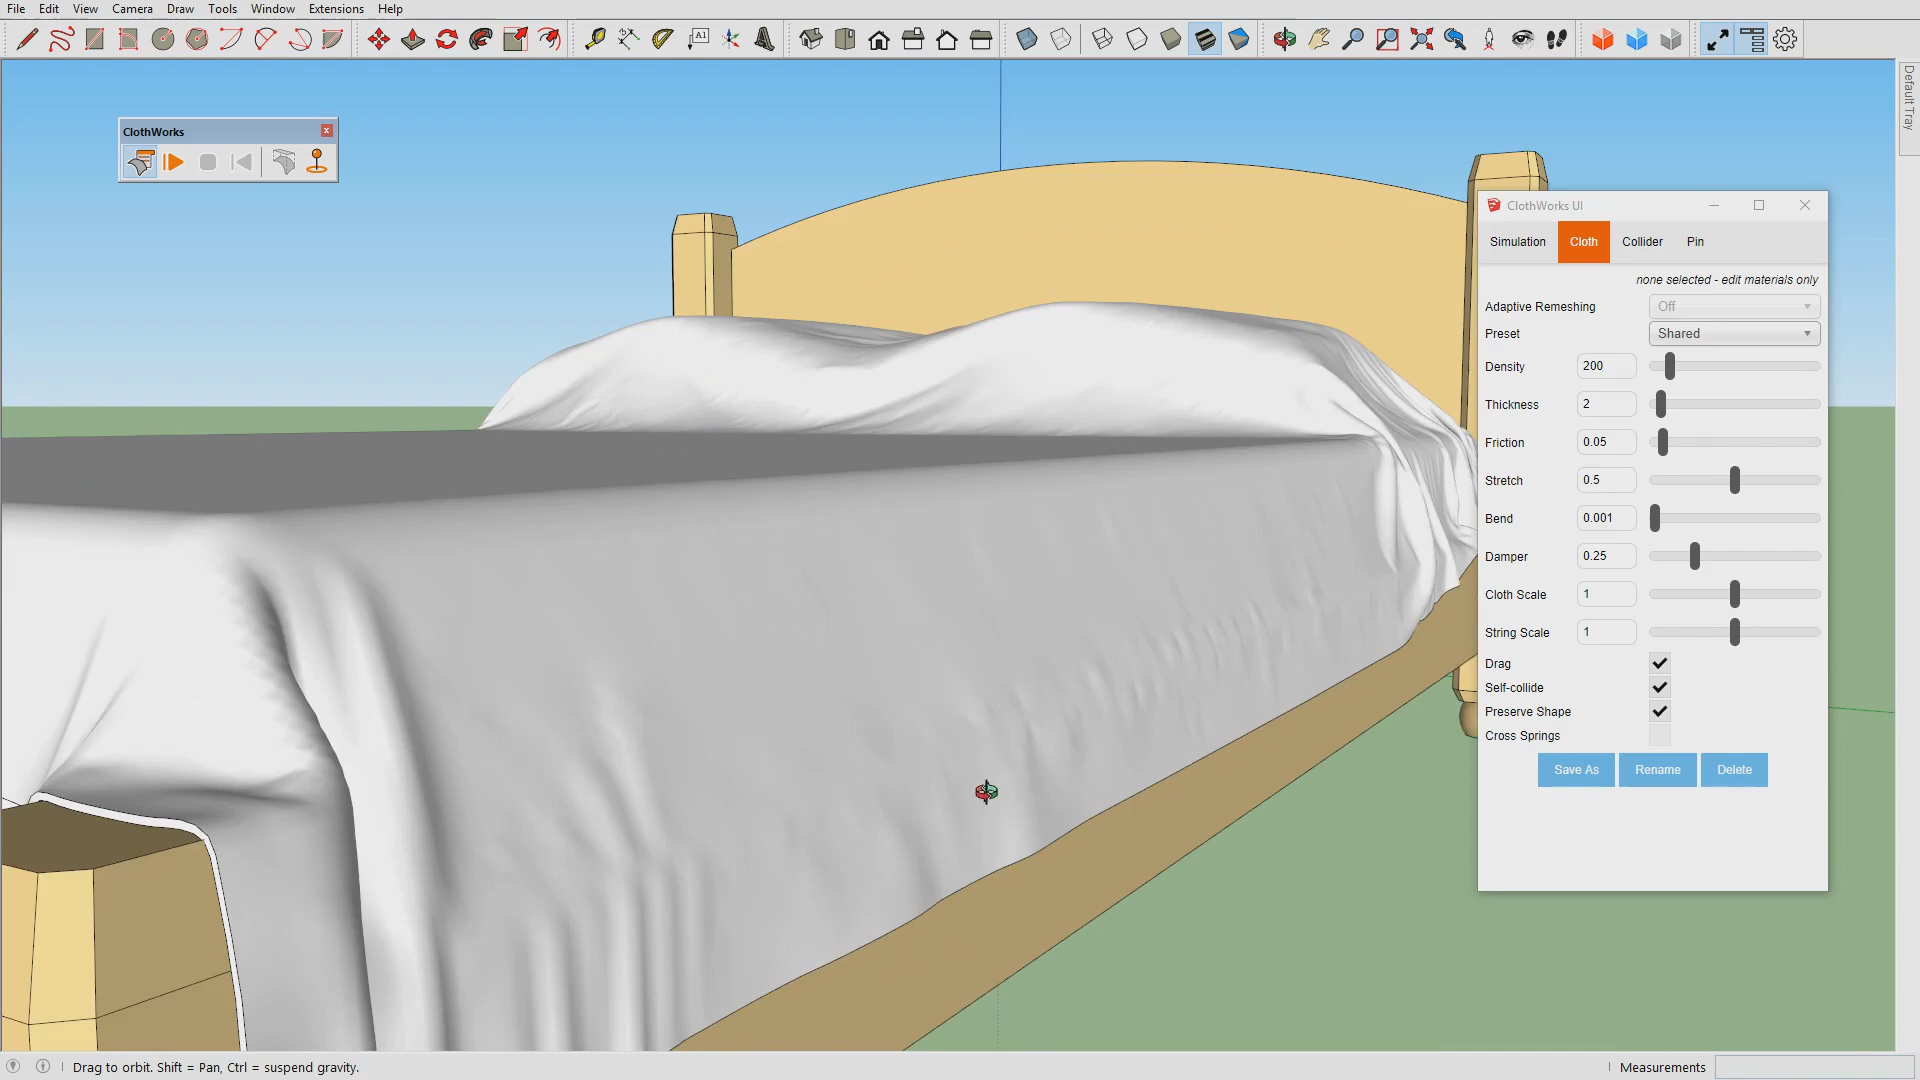 File Edit View Camera Draw Tools Window Extensions Help
A1
Default Tray
ClothWorks
ClothWorks UI
Simulation Cloth Collider Pin
none selected - edit materials only
Adaptive Remeshing Off
Preset Shared
Density 200
Thickness 2
Friction 0.05
Stretch 0.5
Bend 0.001
Damper 0.25
Cloth Scale 1
String Scale 1
Drag
Self-collide
Preserve Shape
Cross Springs
Save As Rename Delete
Drag to orbit. Shift = Pan, Ctrl = suspend gravity.
Measurements